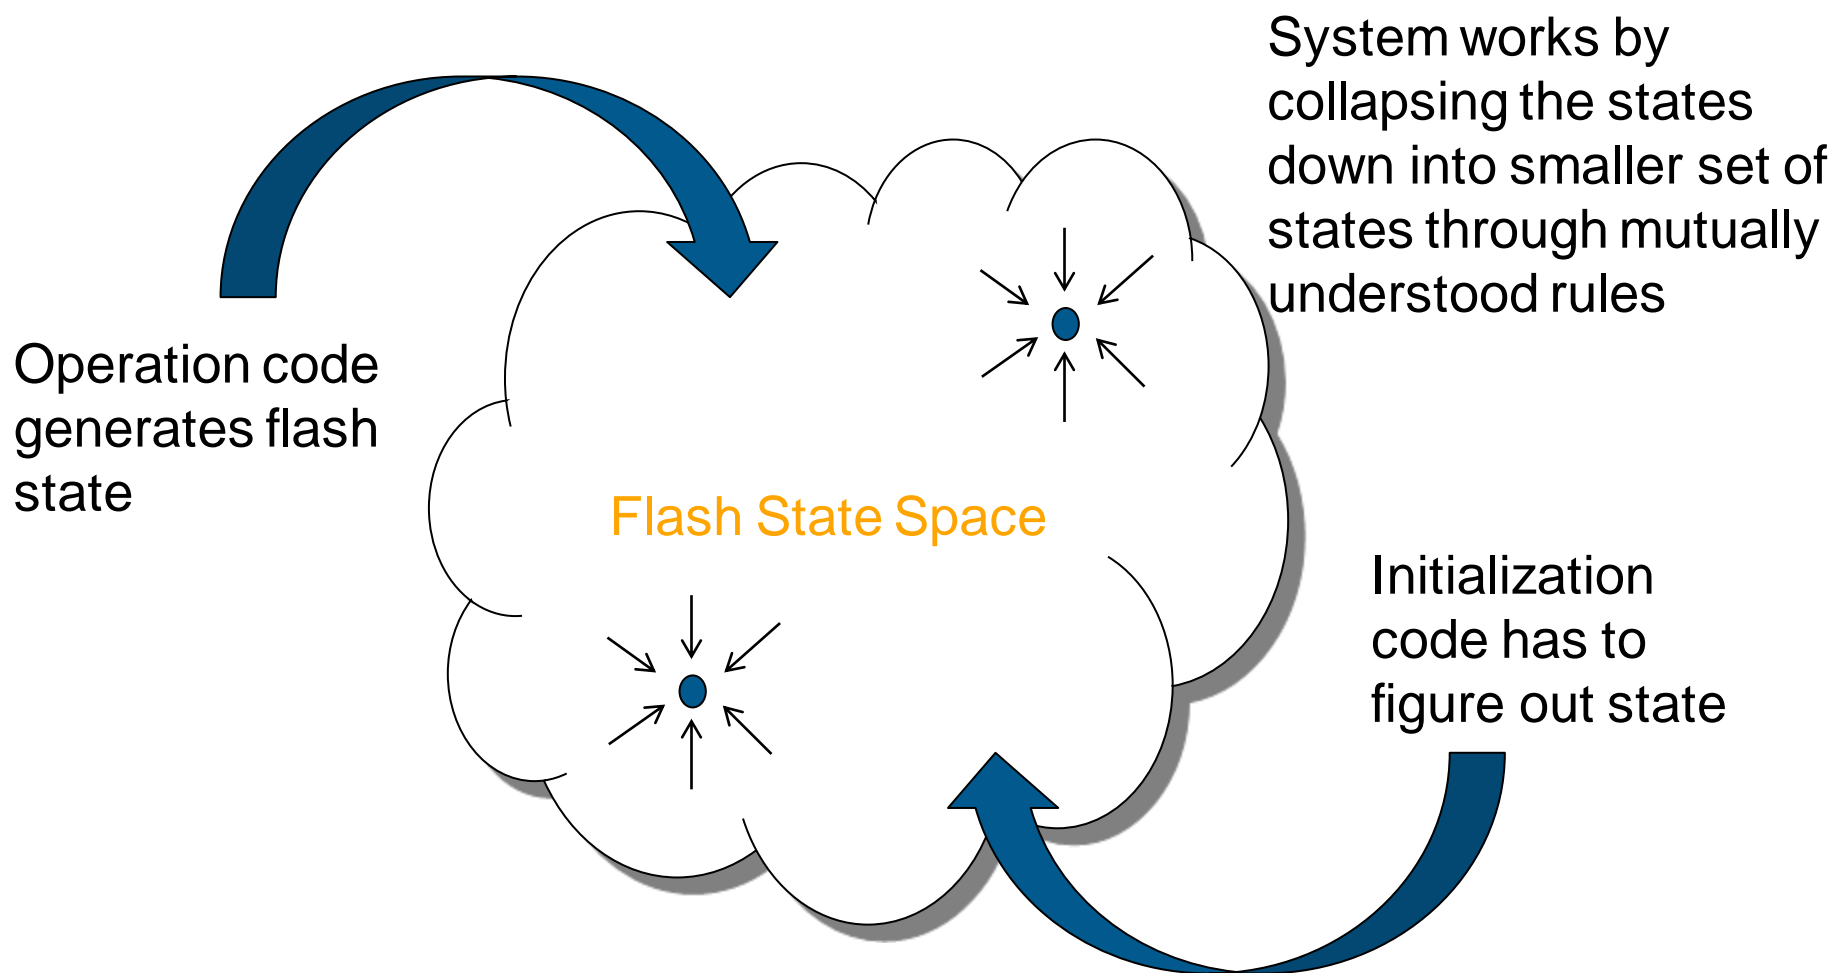 System works by
collapsing the states
down into smaller set of
states through mutually
understood rules
Operation code
generates flash
state
Flash State Space
Initialization
code has to
figure out state